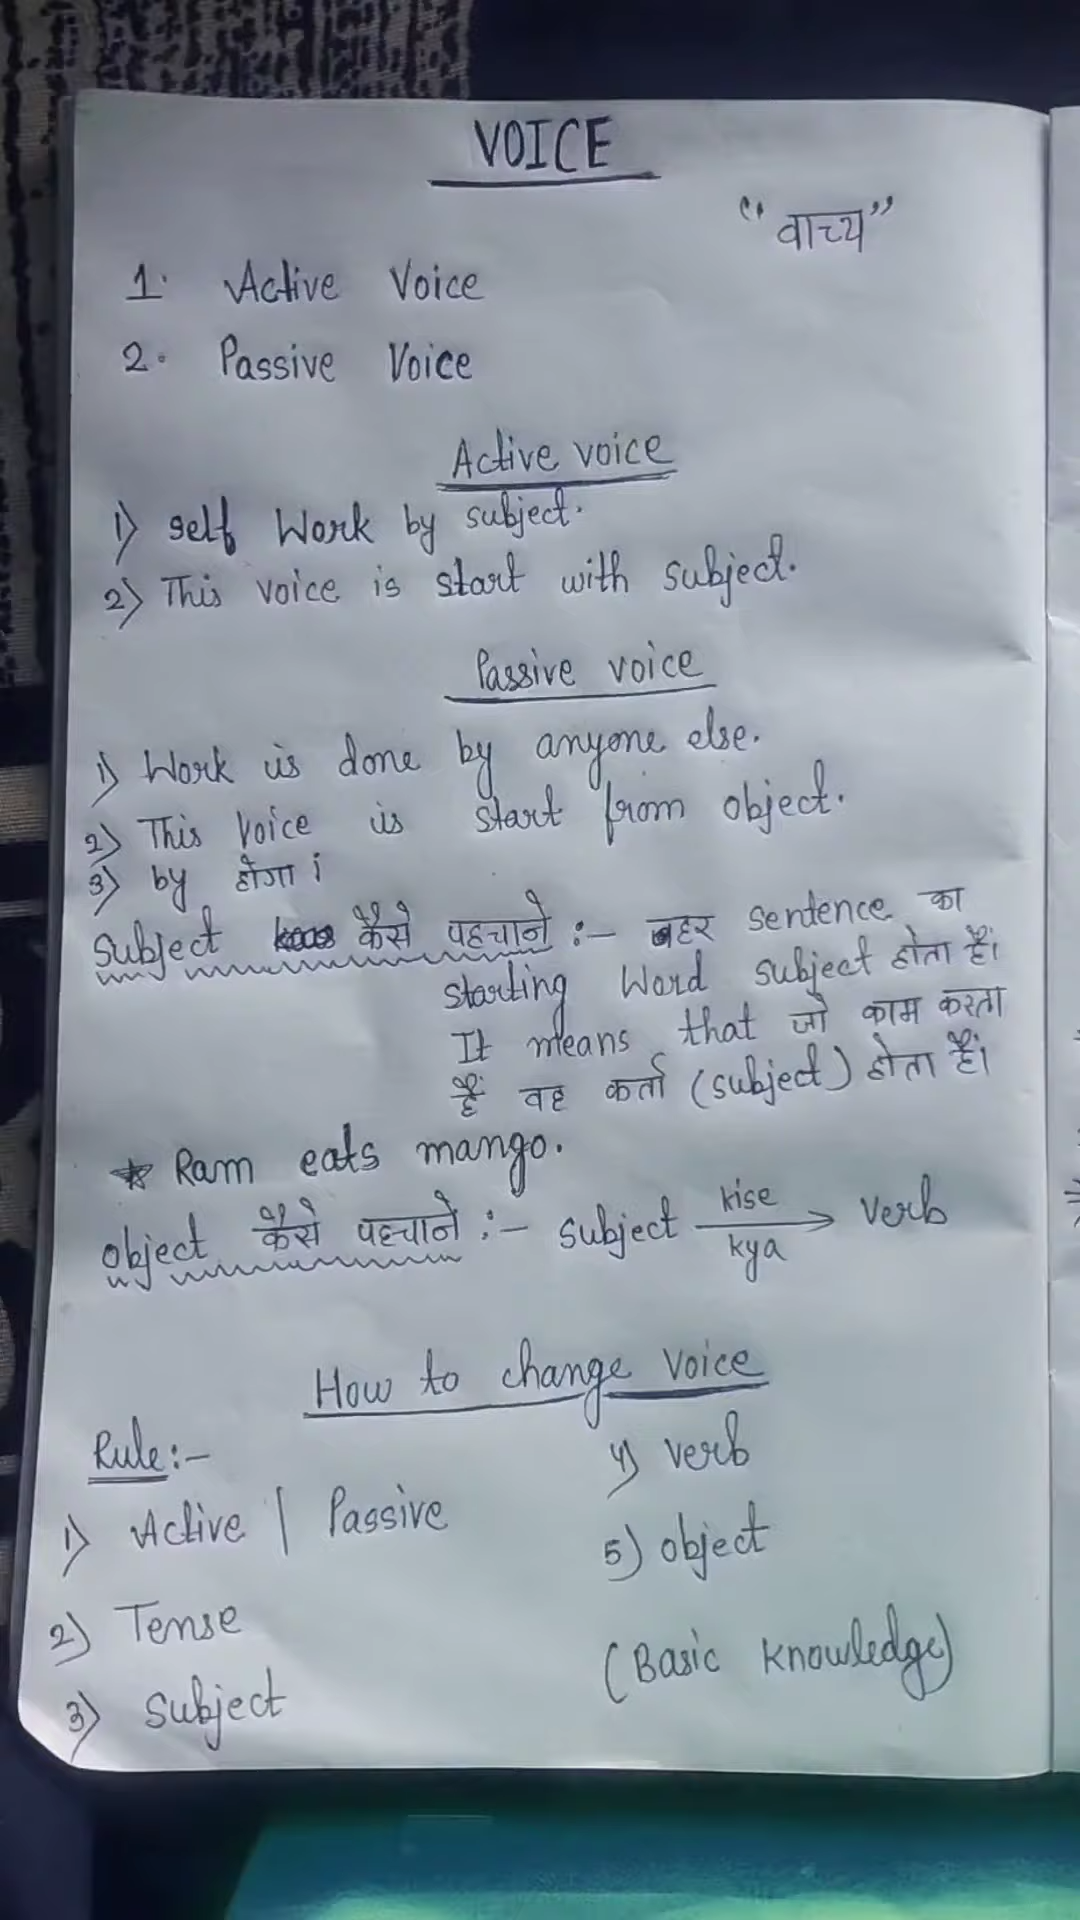 VOICE
"वाच्य"
1. Active Voice
2. Passive Voice
Active voice
1) self Work by subject.
2) This voice is start with subject.
Passive voice
1) Work is done by anyone else.
2) This Voice is start from object.
3) by होगा।
Subject कैसे पहचाने :- हर sentence का
starting Word subject होता हैं।
It means that जो काम करता
हैं वह कर्ता (subject) होता हैं।
★ Ram eats mango.
object कैसे पहचाने :- subject kise → verb
kya
How to change Voice
Rule:-
1) Active | Passive
2) Tense
3) Subject
4) verb
5) object
(Basic knowledge)